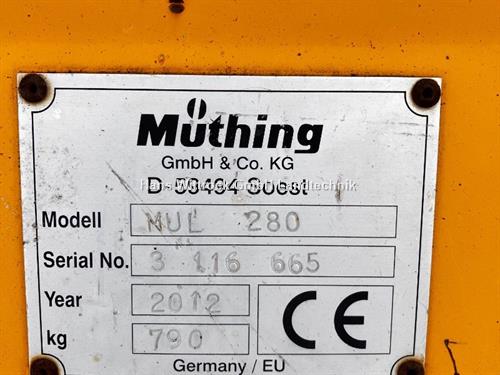 Müthing
GmbH & Co. KG
D-59494 Soest
Modell MUL 280
Serial No. 3 116 665
Year 2012
kg 790
CE
Germany / EU